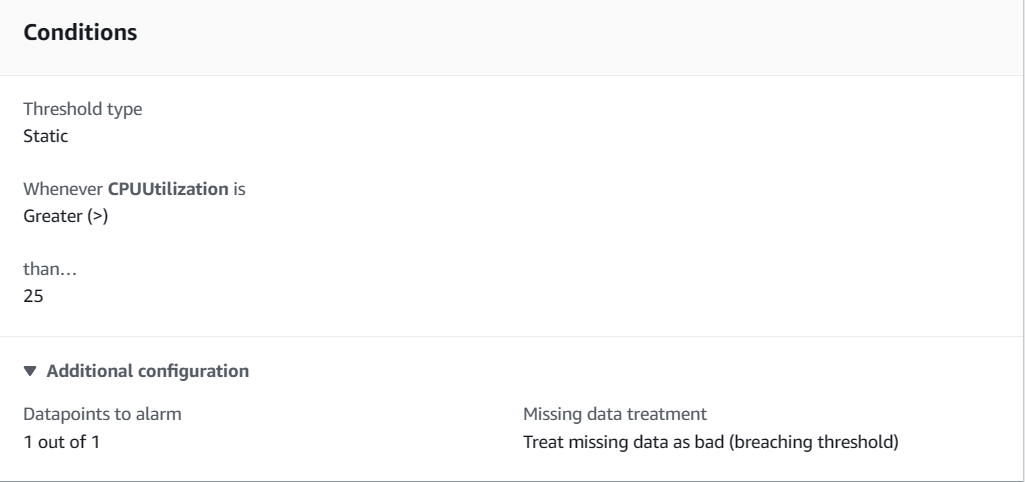 Conditions
Threshold type
Static
Whenever CPUUtilization is
Greater (>)
than...
25
Additional configuration
Datapoints to alarm
1 out of 1
Missing data treatment
Treat missing data as bad (breaching threshold)